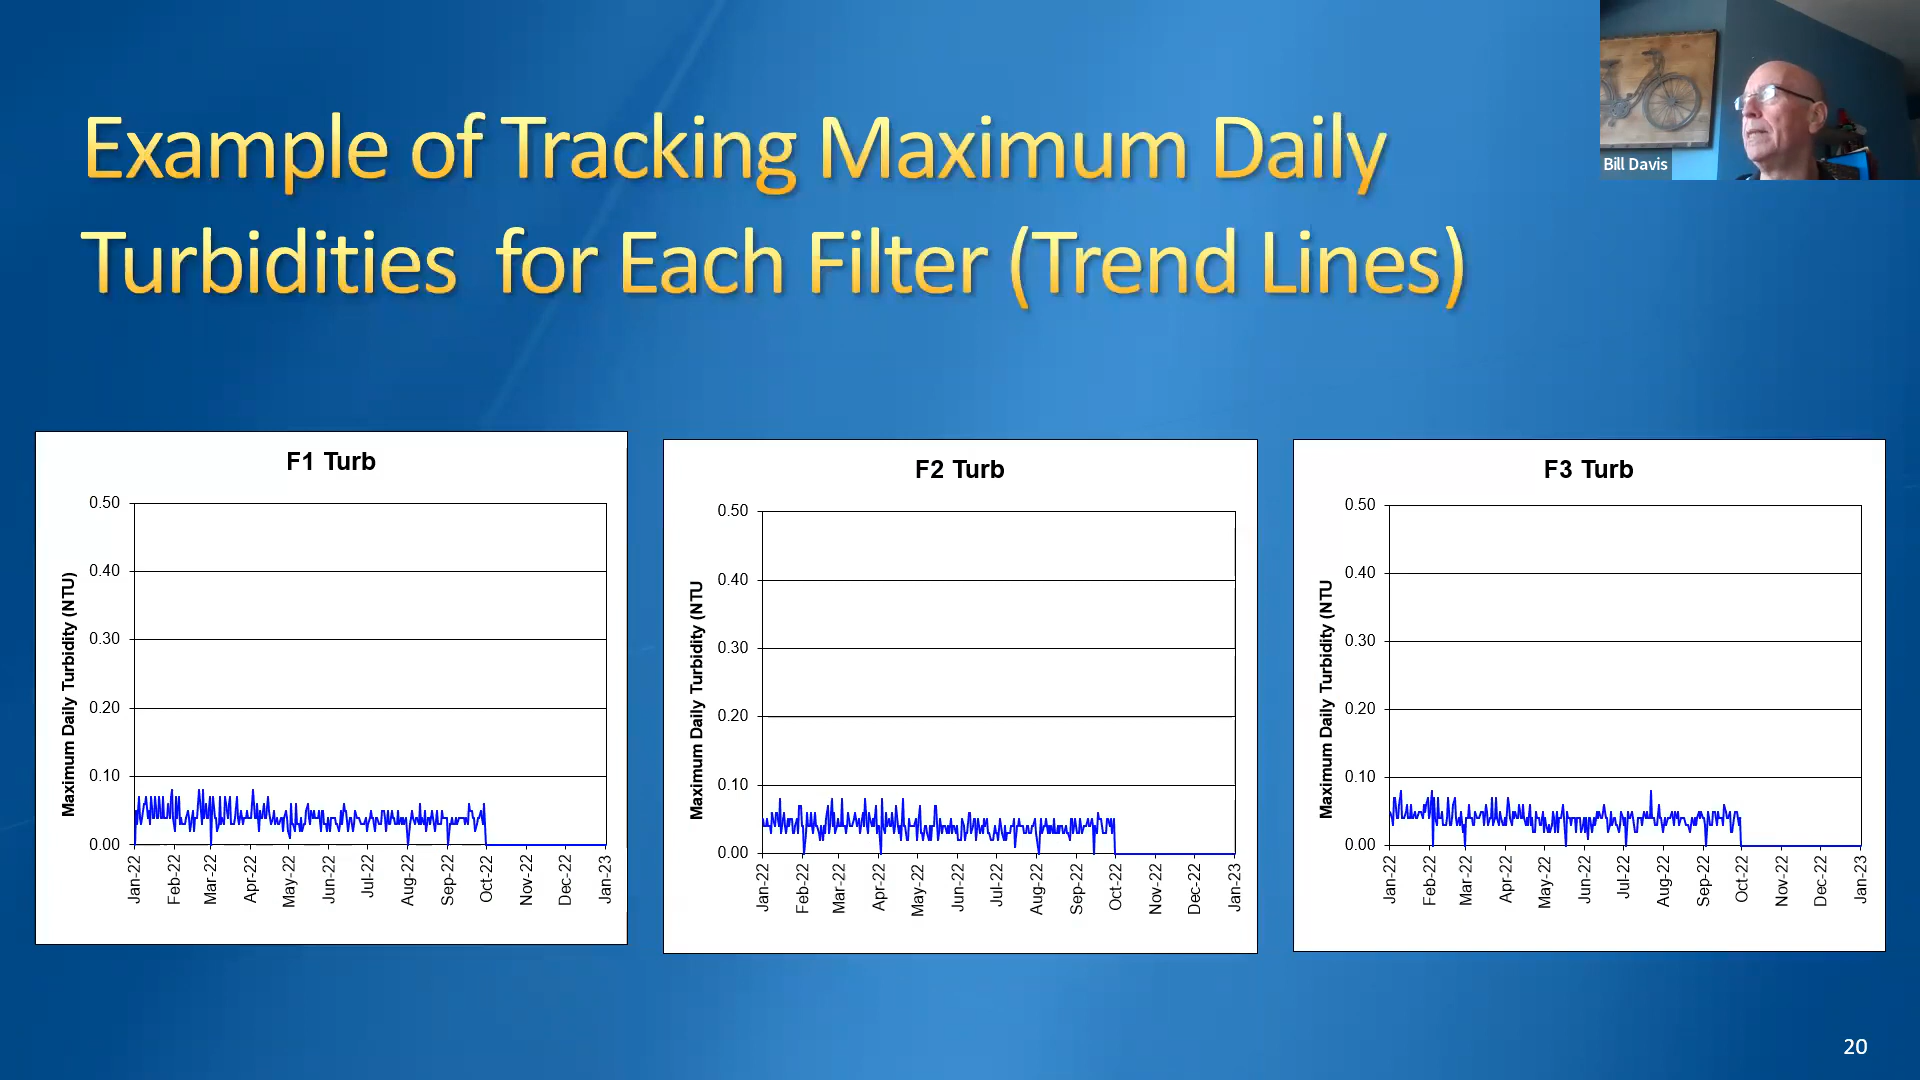 Example of Tracking Maximum Daily
Turbidities for Each Filter (Trend Lines)
Bill Davis
F1 Turb
Maximum Daily Turbidity (NTU)
0.50
0.40
0.30
0.20
0.10
0.00
Jan-22
Feb-22
Mar-22
Apr-22
May-22
Jun-22
Jul-22
Aug-22
Sep-22
Oct-22
Nov-22
Dec-22
Jan-23
F2 Turb
Maximum Daily Turbidity (NTU
0.50
0.40
0.30
0.20
0.10
0.00
Jan-22
Feb-22
Mar-22
Apr-22
May-22
Jun-22
Jul-22
Aug-22
Sep-22
Oct-22
Nov-22
Dec-22
Jan-23
F3 Turb
Maximum Daily Turbidity (NTU
0.50
0.40
0.30
0.20
0.10
0.00
Jan-22
Feb-22
Mar-22
Apr-22
May-22
Jun-22
Jul-22
Aug-22
Sep-22
Oct-22
Nov-22
Dec-22
Jan-23
20